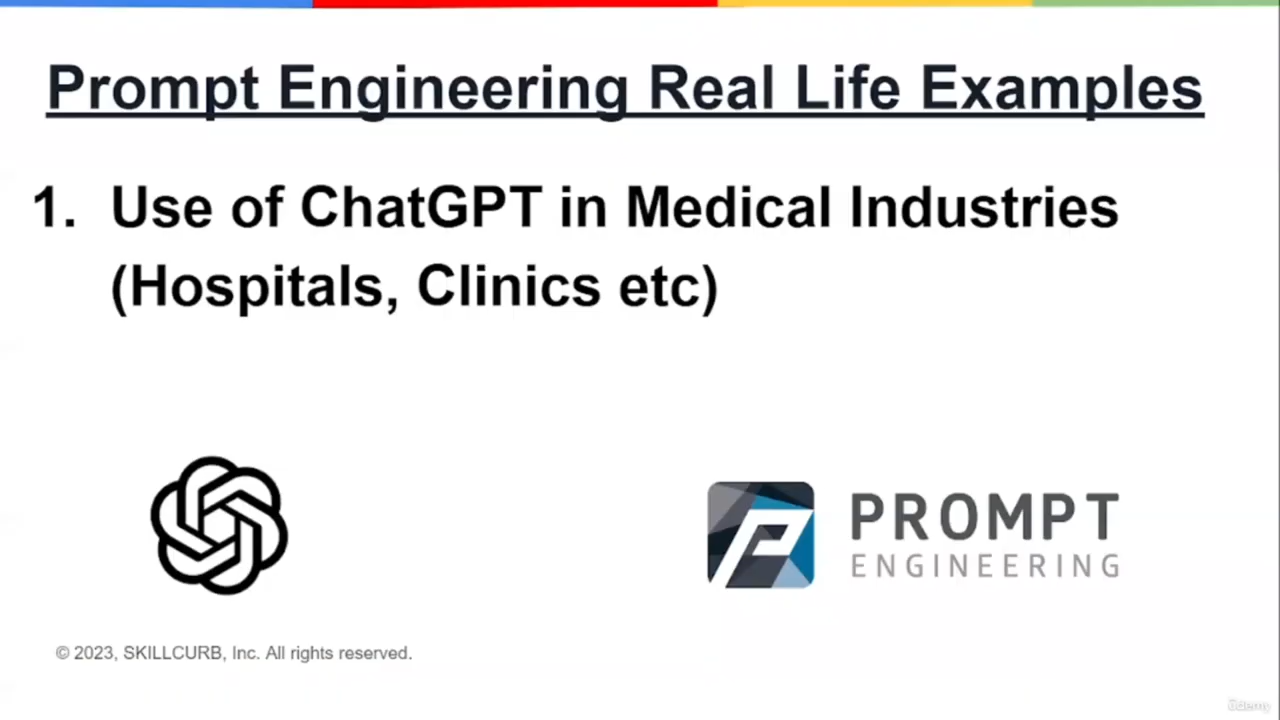 Prompt Engineering Real Life Examples
1. Use of ChatGPT in Medical Industries
(Hospitals, Clinics etc)
PROMPT
ENGINEERING
© 2023, SKILLCURB, Inc. All rights reserved.
ûdemy